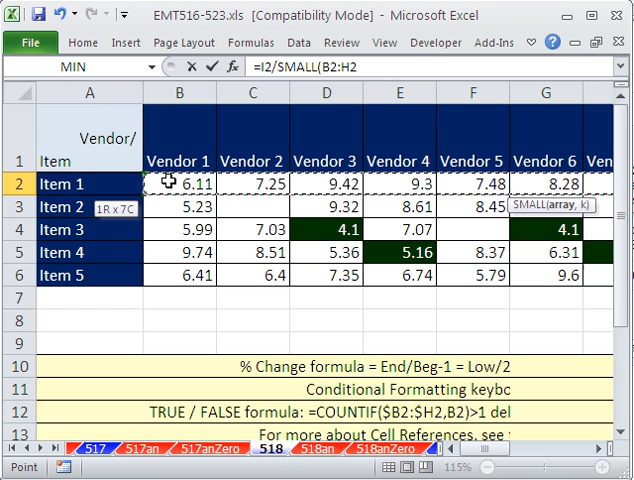 EMT516-523.xls [Compatibility Mode] - Microsoft Excel
File Home Insert Page Layout Formulas Data Review View Developer Add-Ins
MIN fx =I2/SMALL(B2:H2
A B C D E F G
1 Vendor/ Item Vendor 1 Vendor 2 Vendor 3 Vendor 4 Vendor 5 Vendor 6 Ven
2 Item 1 6.11 7.25 9.42 9.3 7.48 8.28
3 Item 2 5.23 9.32 8.61 8.45
1R x 7C
SMALL(array, k)
4 Item 3 5.99 7.03 4.1 7.07 4.1
5 Item 4 9.74 8.51 5.36 5.16 8.37 6.31
6 Item 5 6.41 6.4 7.35 6.74 5.79 9.6
7
8
9
10 % Change formula = End/Beg-1 = Low/2
11 Conditional Formatting keybo
12 TRUE / FALSE formula: =COUNTIF($B2:$H2,B2)>1 del
13 For more about Cell References, see
517 517an 517anZero 518 518an 518anZero
Point 115%